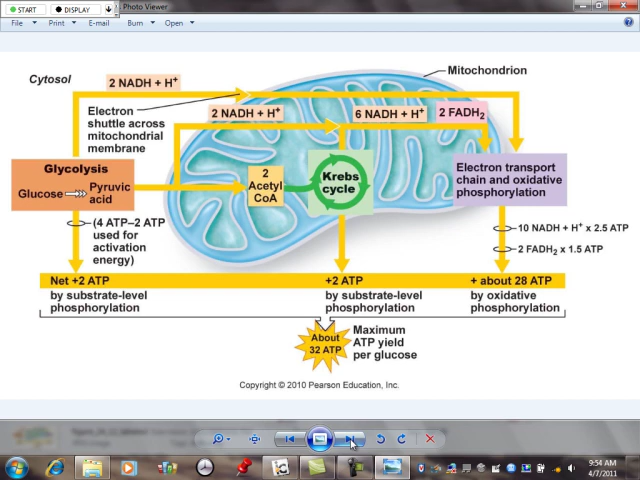 START
DISPLAY
Photo Viewer
File
Print
E-mail
Burn
Open
Cytosol
2 NADH + H+
Mitochondrion
Electron
shuttle across
mitochondrial
membrane
2 NADH + H+
6 NADH + H+
2 FADH2
Glycolysis
Glucose
Pyruvic
acid
2
Acetyl
CoA
Krebs
cycle
Electron transport
chain and oxidative
phosphorylation
(4 ATP–2 ATP
used for
activation
energy)
10 NADH + H+ x 2.5 ATP
2 FADH2 x 1.5 ATP
Net +2 ATP
+2 ATP
+ about 28 ATP
by substrate-level
phosphorylation
by substrate-level
phosphorylation
by oxidative
phosphorylation
About
32 ATP
Maximum
ATP yield
per glucose
Copyright © 2010 Pearson Education, Inc.
9:54 AM
4/7/2011